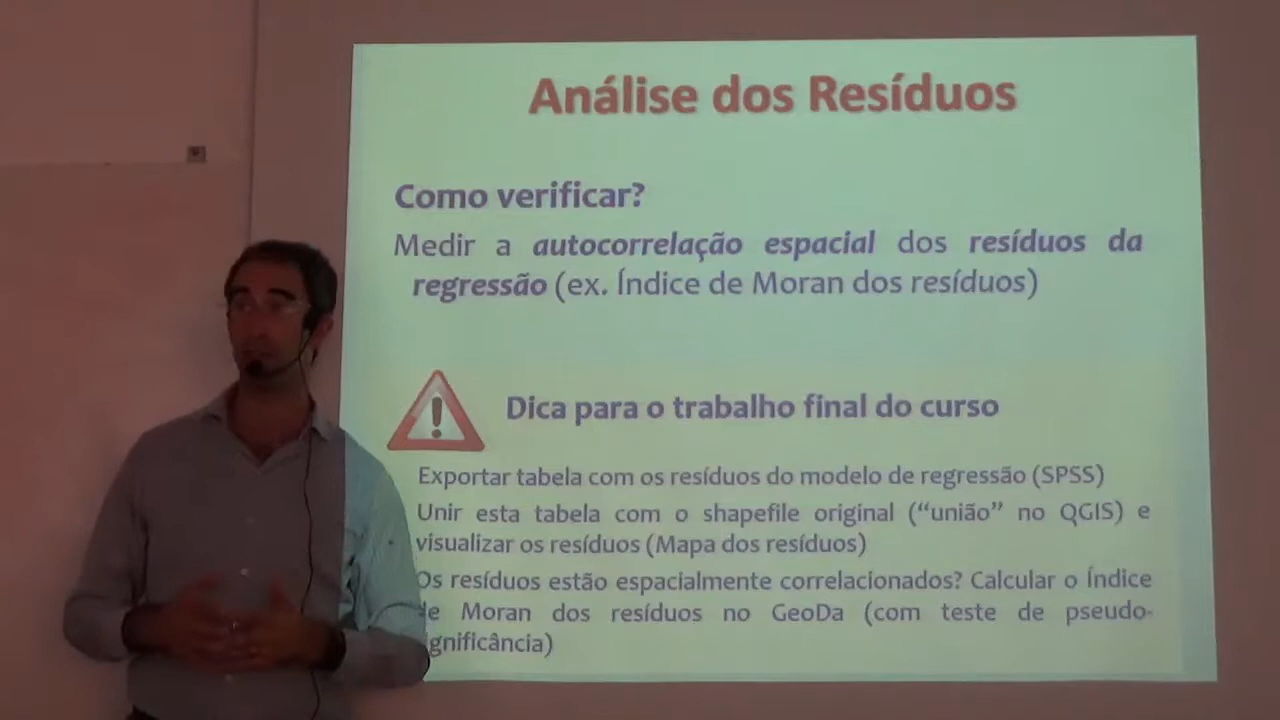 Análise dos Resíduos
Como verificar?
Medir a autocorrelação espacial dos resíduos da
regressão (ex. Índice de Moran dos resíduos)
Dica para o trabalho final do curso
Exportar tabela com os resíduos do modelo de regressão (SPSS)
Unir esta tabela com o shapefile original (“união” no QGIS) e
visualizar os resíduos (Mapa dos resíduos)
Os resíduos estão espacialmente correlacionados? Calcular o Índice
de Moran dos resíduos no GeoDa (com teste de pseudo-
ignificância)